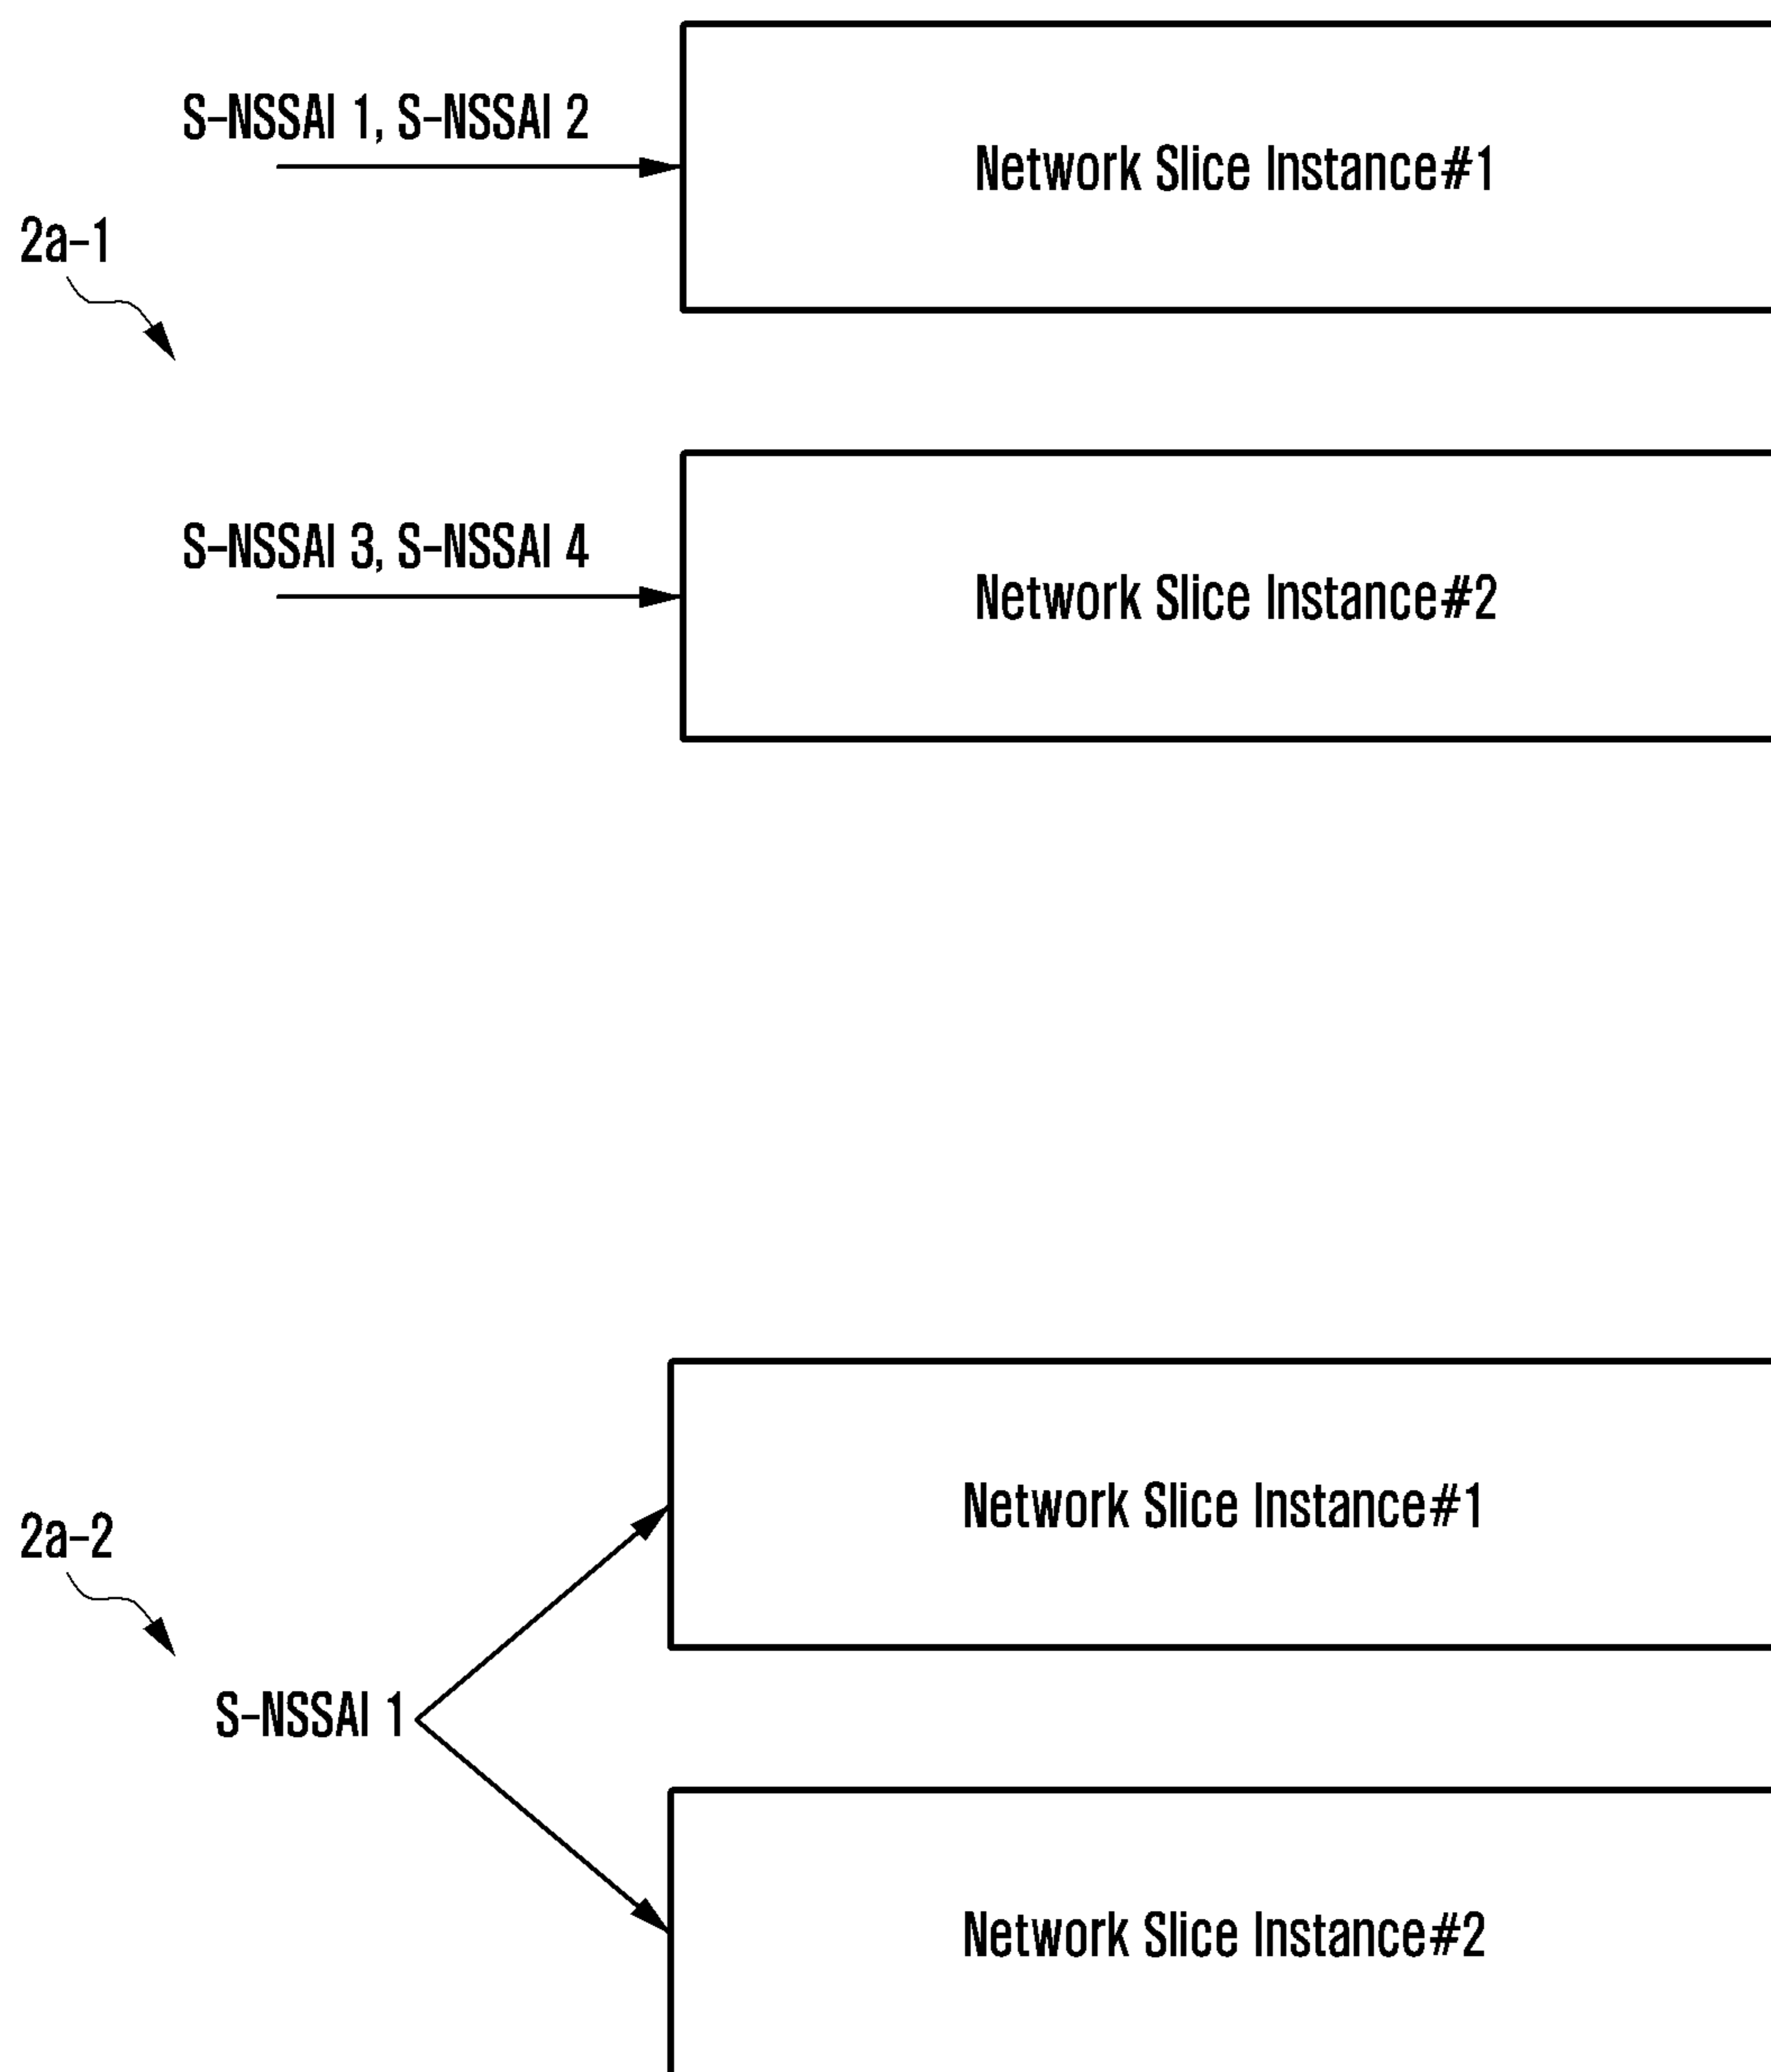 S-NSSAI 1, S-NSSAI 2
Network Slice Instance#1
2a-1
S-NSSAI 3, S-NSSAI 4
Network Slice Instance#2
Network Slice Instance#1
2a-2
S-NSSAI 1
Network Slice Instance#2